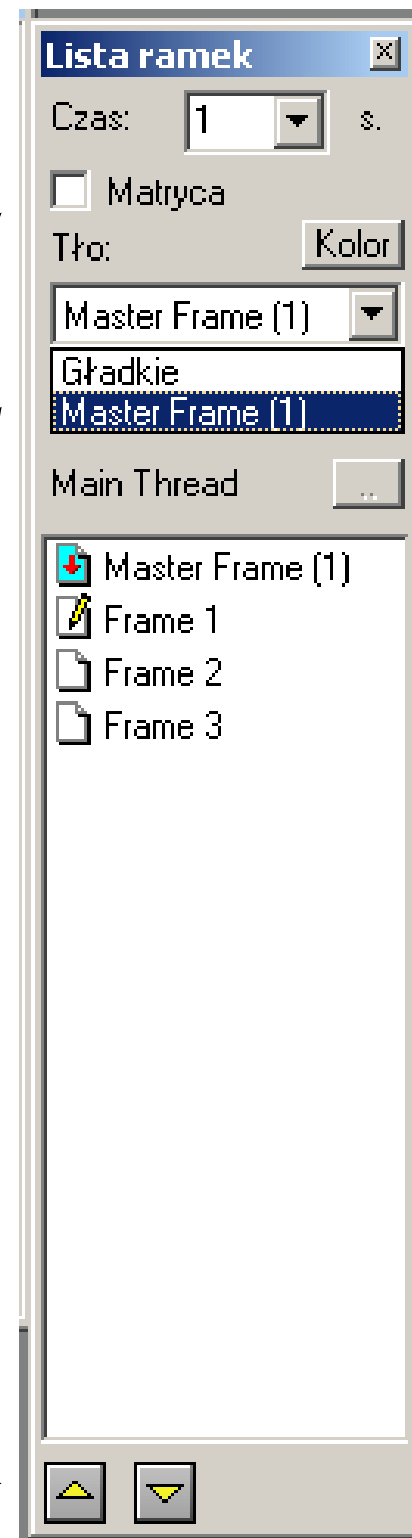 Lista ramek
Czas: 1 s.
Matryca
Tło: Kolor
Master Frame (1)
Gładkie
Master Frame (1)
Main Thread ..
Master Frame (1)
Frame 1
Frame 2
Frame 3